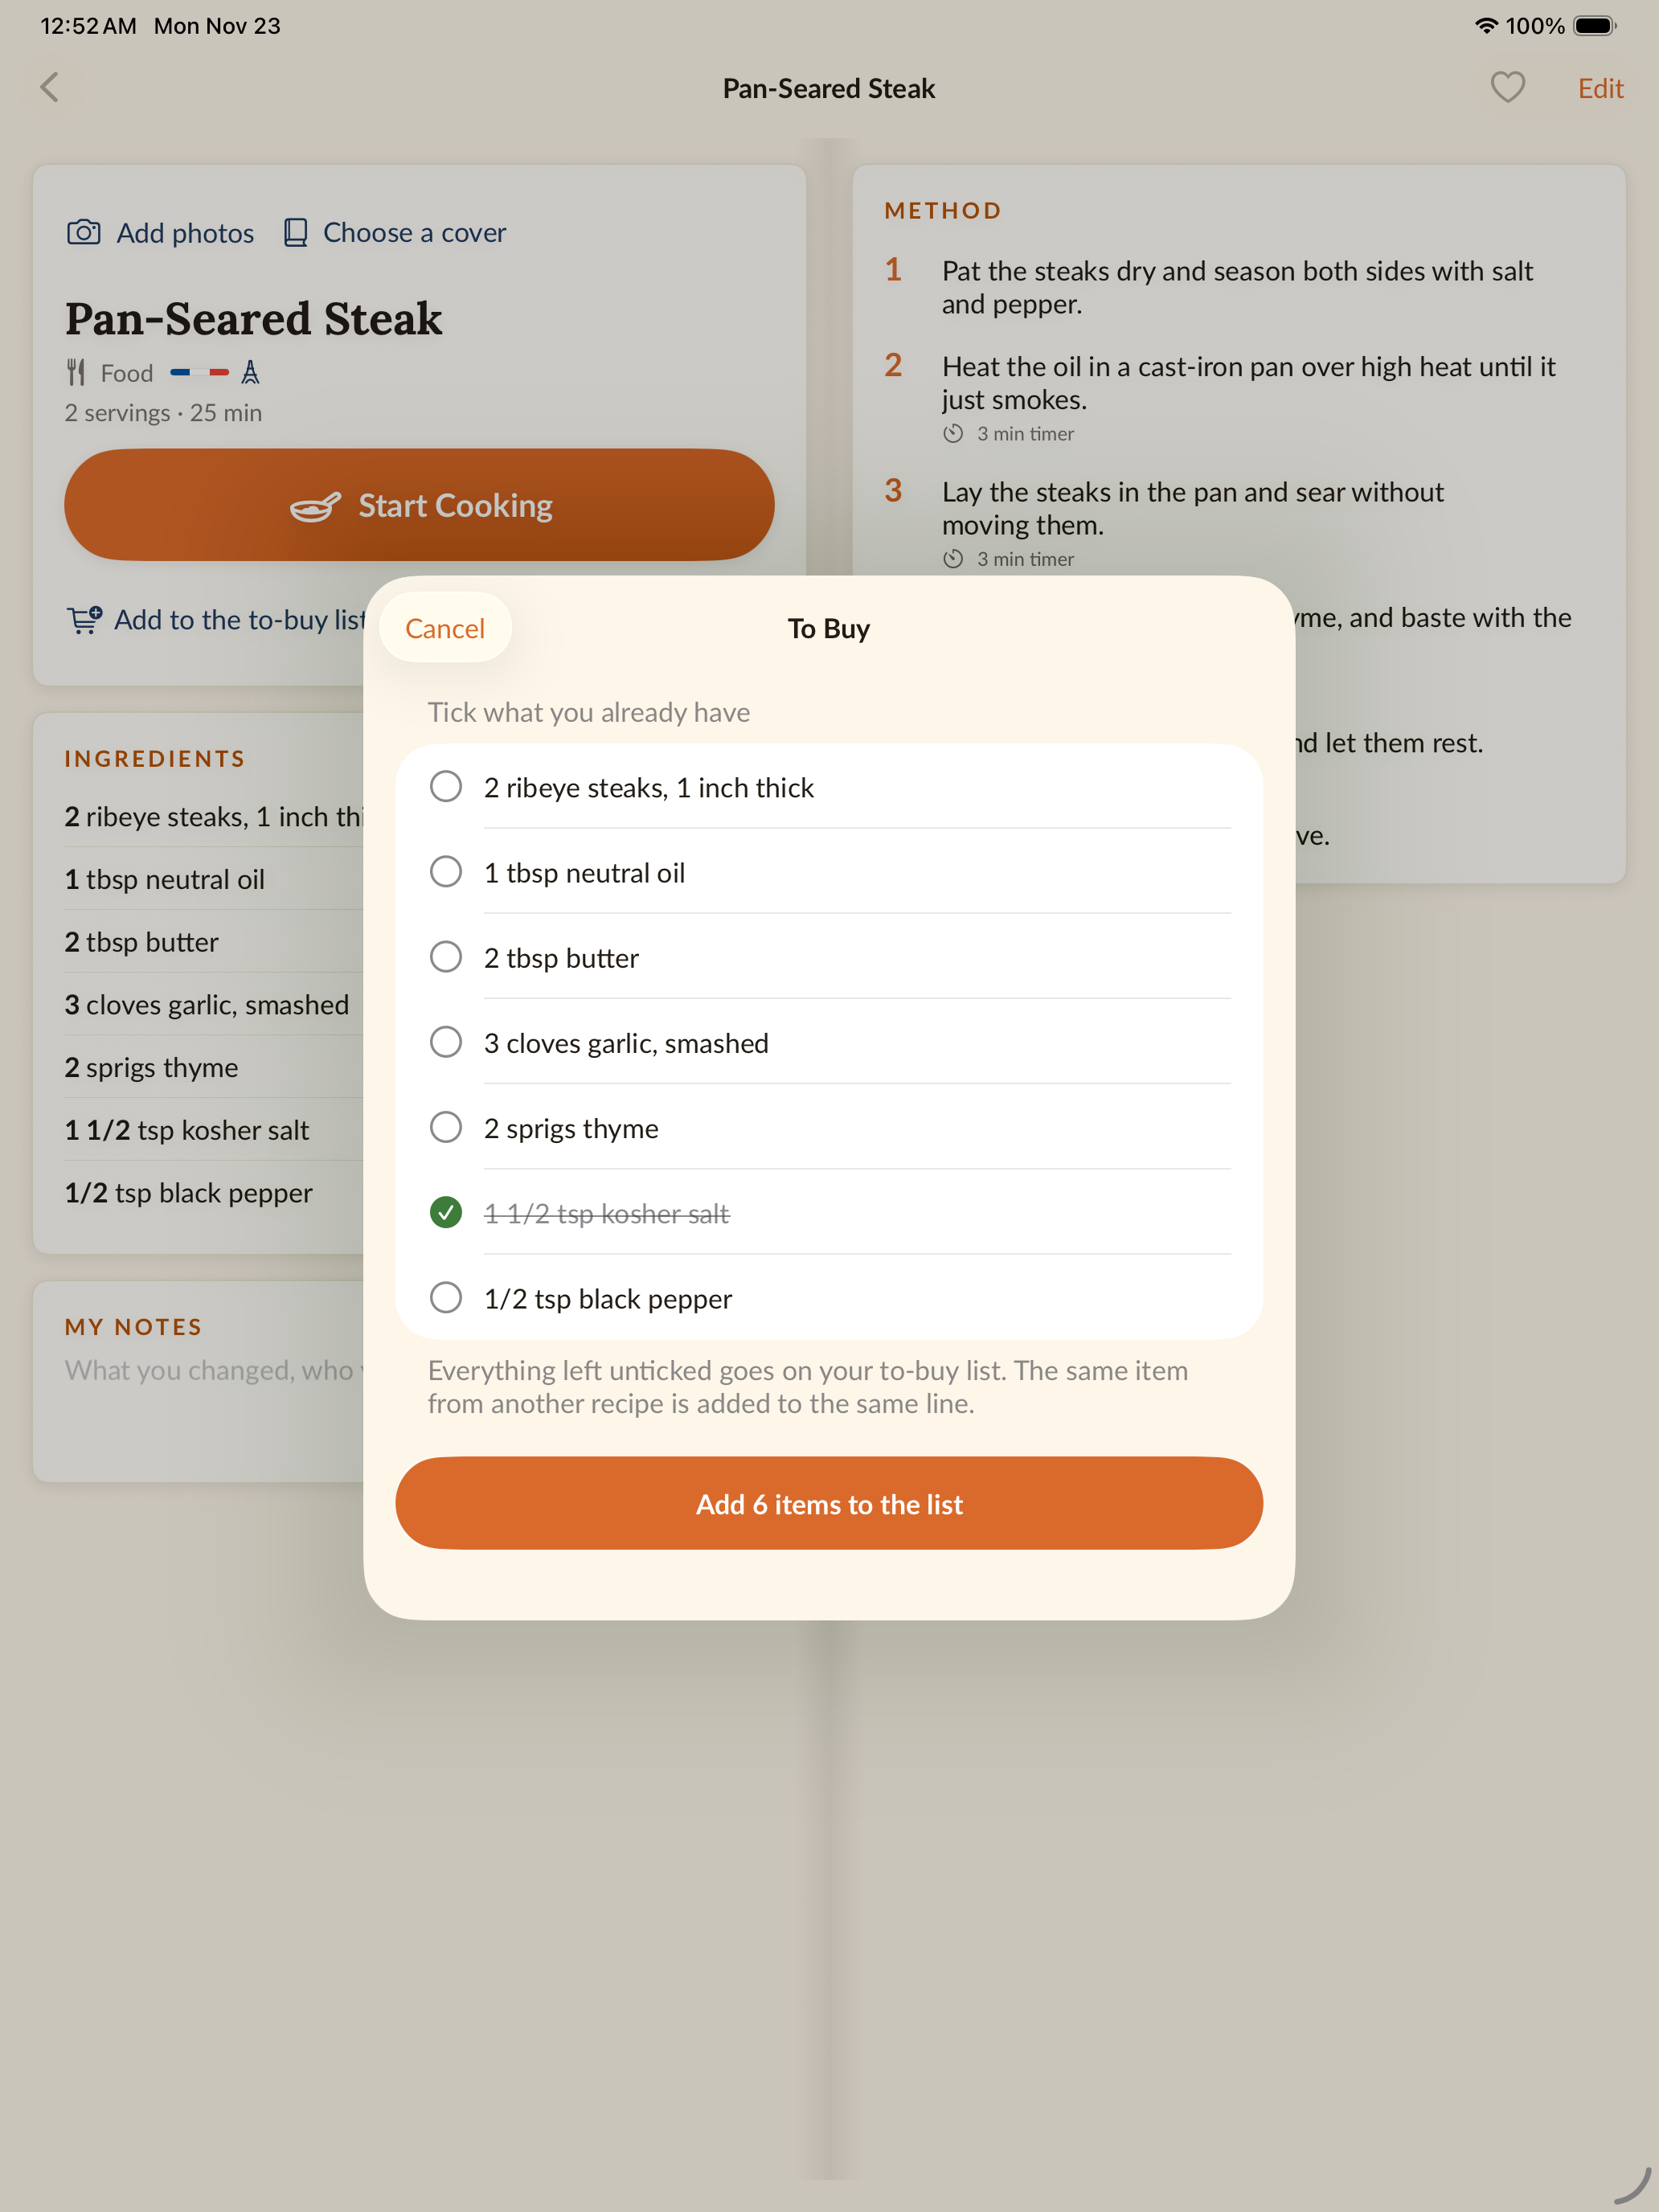 12:52 AM Mon Nov 23
100%
Pan-Seared Steak
Edit
Add photos
Choose a cover
Pan-Seared Steak
Food
2 servings · 25 min
Start Cooking
Add to the to-buy list
INGREDIENTS
2 ribeye steaks, 1 inch
1 tbsp neutral oil
2 tbsp butter
3 cloves garlic, smashed
2 sprigs thyme
1 1/2 tsp kosher salt
1/2 tsp black pepper
MY NOTES
What you changed, who
METHOD
1 Pat the steaks dry and season both sides with salt
and pepper.
2 Heat the oil in a cast-iron pan over high heat until it
just smokes.
3 min timer
3 Lay the steaks in the pan and sear without
moving them.
3 min timer
and baste with the
let them rest.
Cancel
To Buy
Tick what you already have
2 ribeye steaks, 1 inch thick
1 tbsp neutral oil
2 tbsp butter
3 cloves garlic, smashed
2 sprigs thyme
1 1/2 tsp kosher salt
1/2 tsp black pepper
Everything left unticked goes on your to-buy list. The same item
from another recipe is added to the same line.
Add 6 items to the list